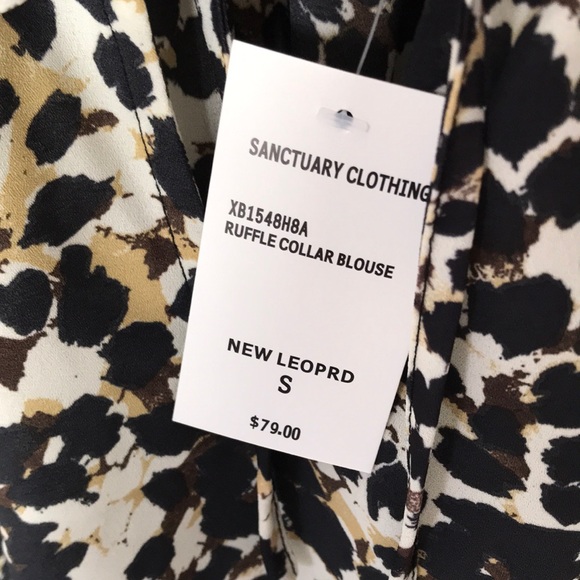 SANCTUARY CLOTHING
XB1548H8A
RUFFLE COLLAR BLOUSE
NEW LEOPRD
S
$79.00